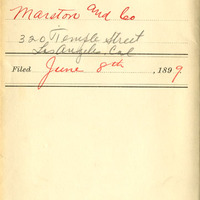 Marston and Co
320, Temple Street
Los Angeles, Cal
Filed June 8th, 1899.